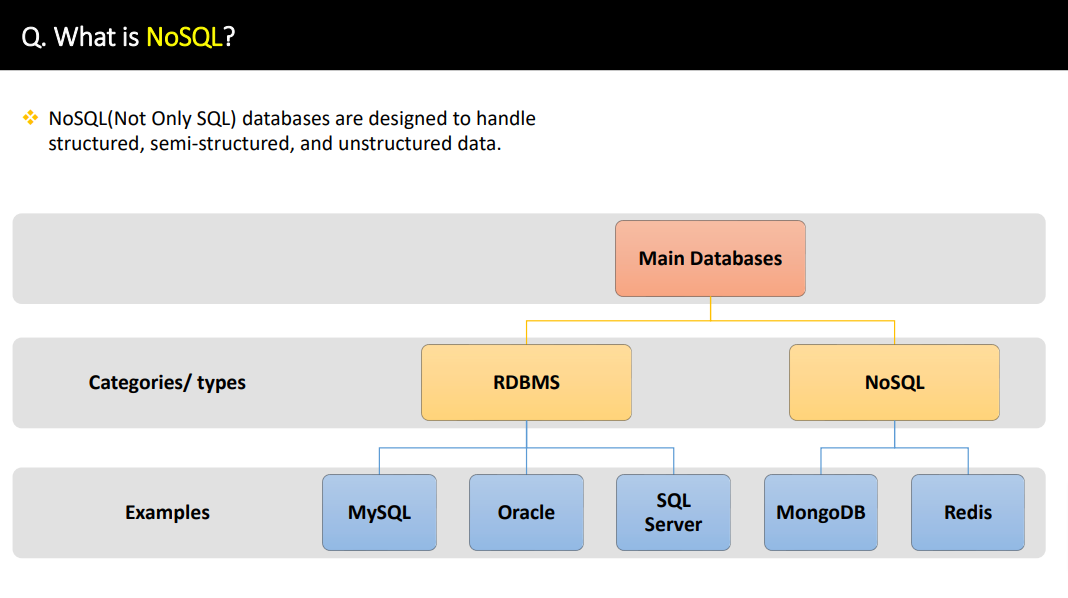 Q. What is NoSQL?
NoSQL(Not Only SQL) databases are designed to handle
structured, semi-structured, and unstructured data.
Main Databases
Categories/ types
RDBMS
NoSQL
Examples
MySQL
Oracle
SQL
Server
MongoDB
Redis